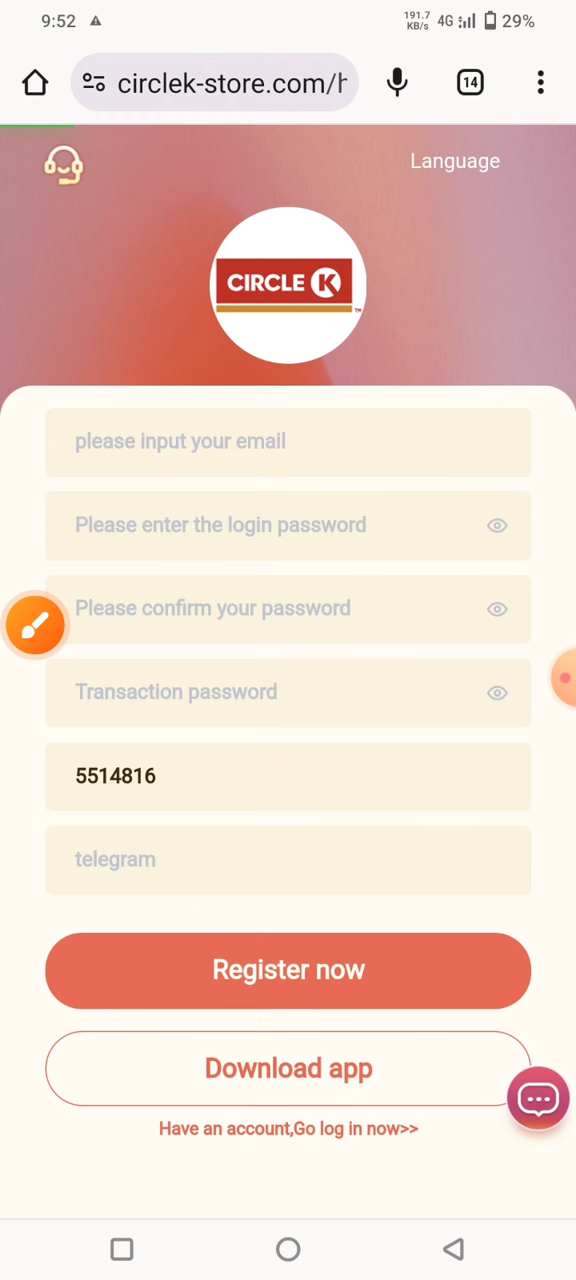 9:52
191.7
KB/s
4G
29%
circlek-store.com/h
14
Language
CIRCLE K
TM
please input your email
Please enter the login password
Please confirm your password
Transaction password
5514816
telegram
Register now
Download app
Have an account,Go log in now>>